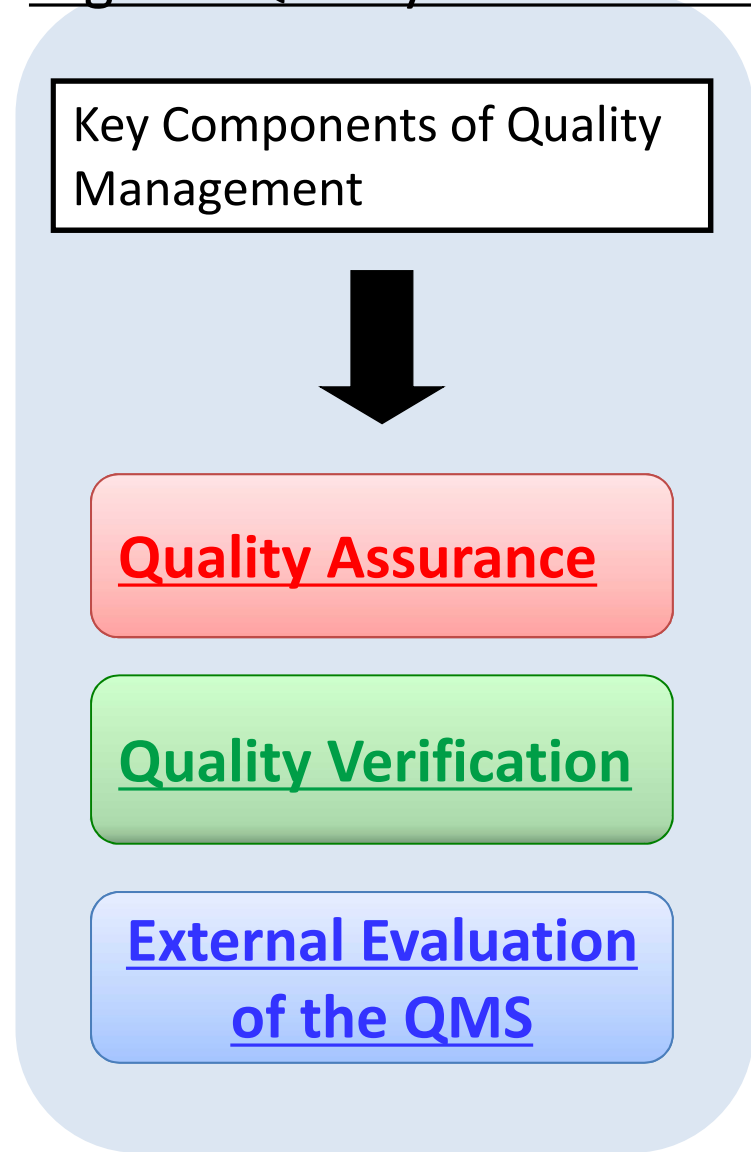 Key Components of Quality
Management
Quality Assurance
Quality Verification
External Evaluation
of the QMS